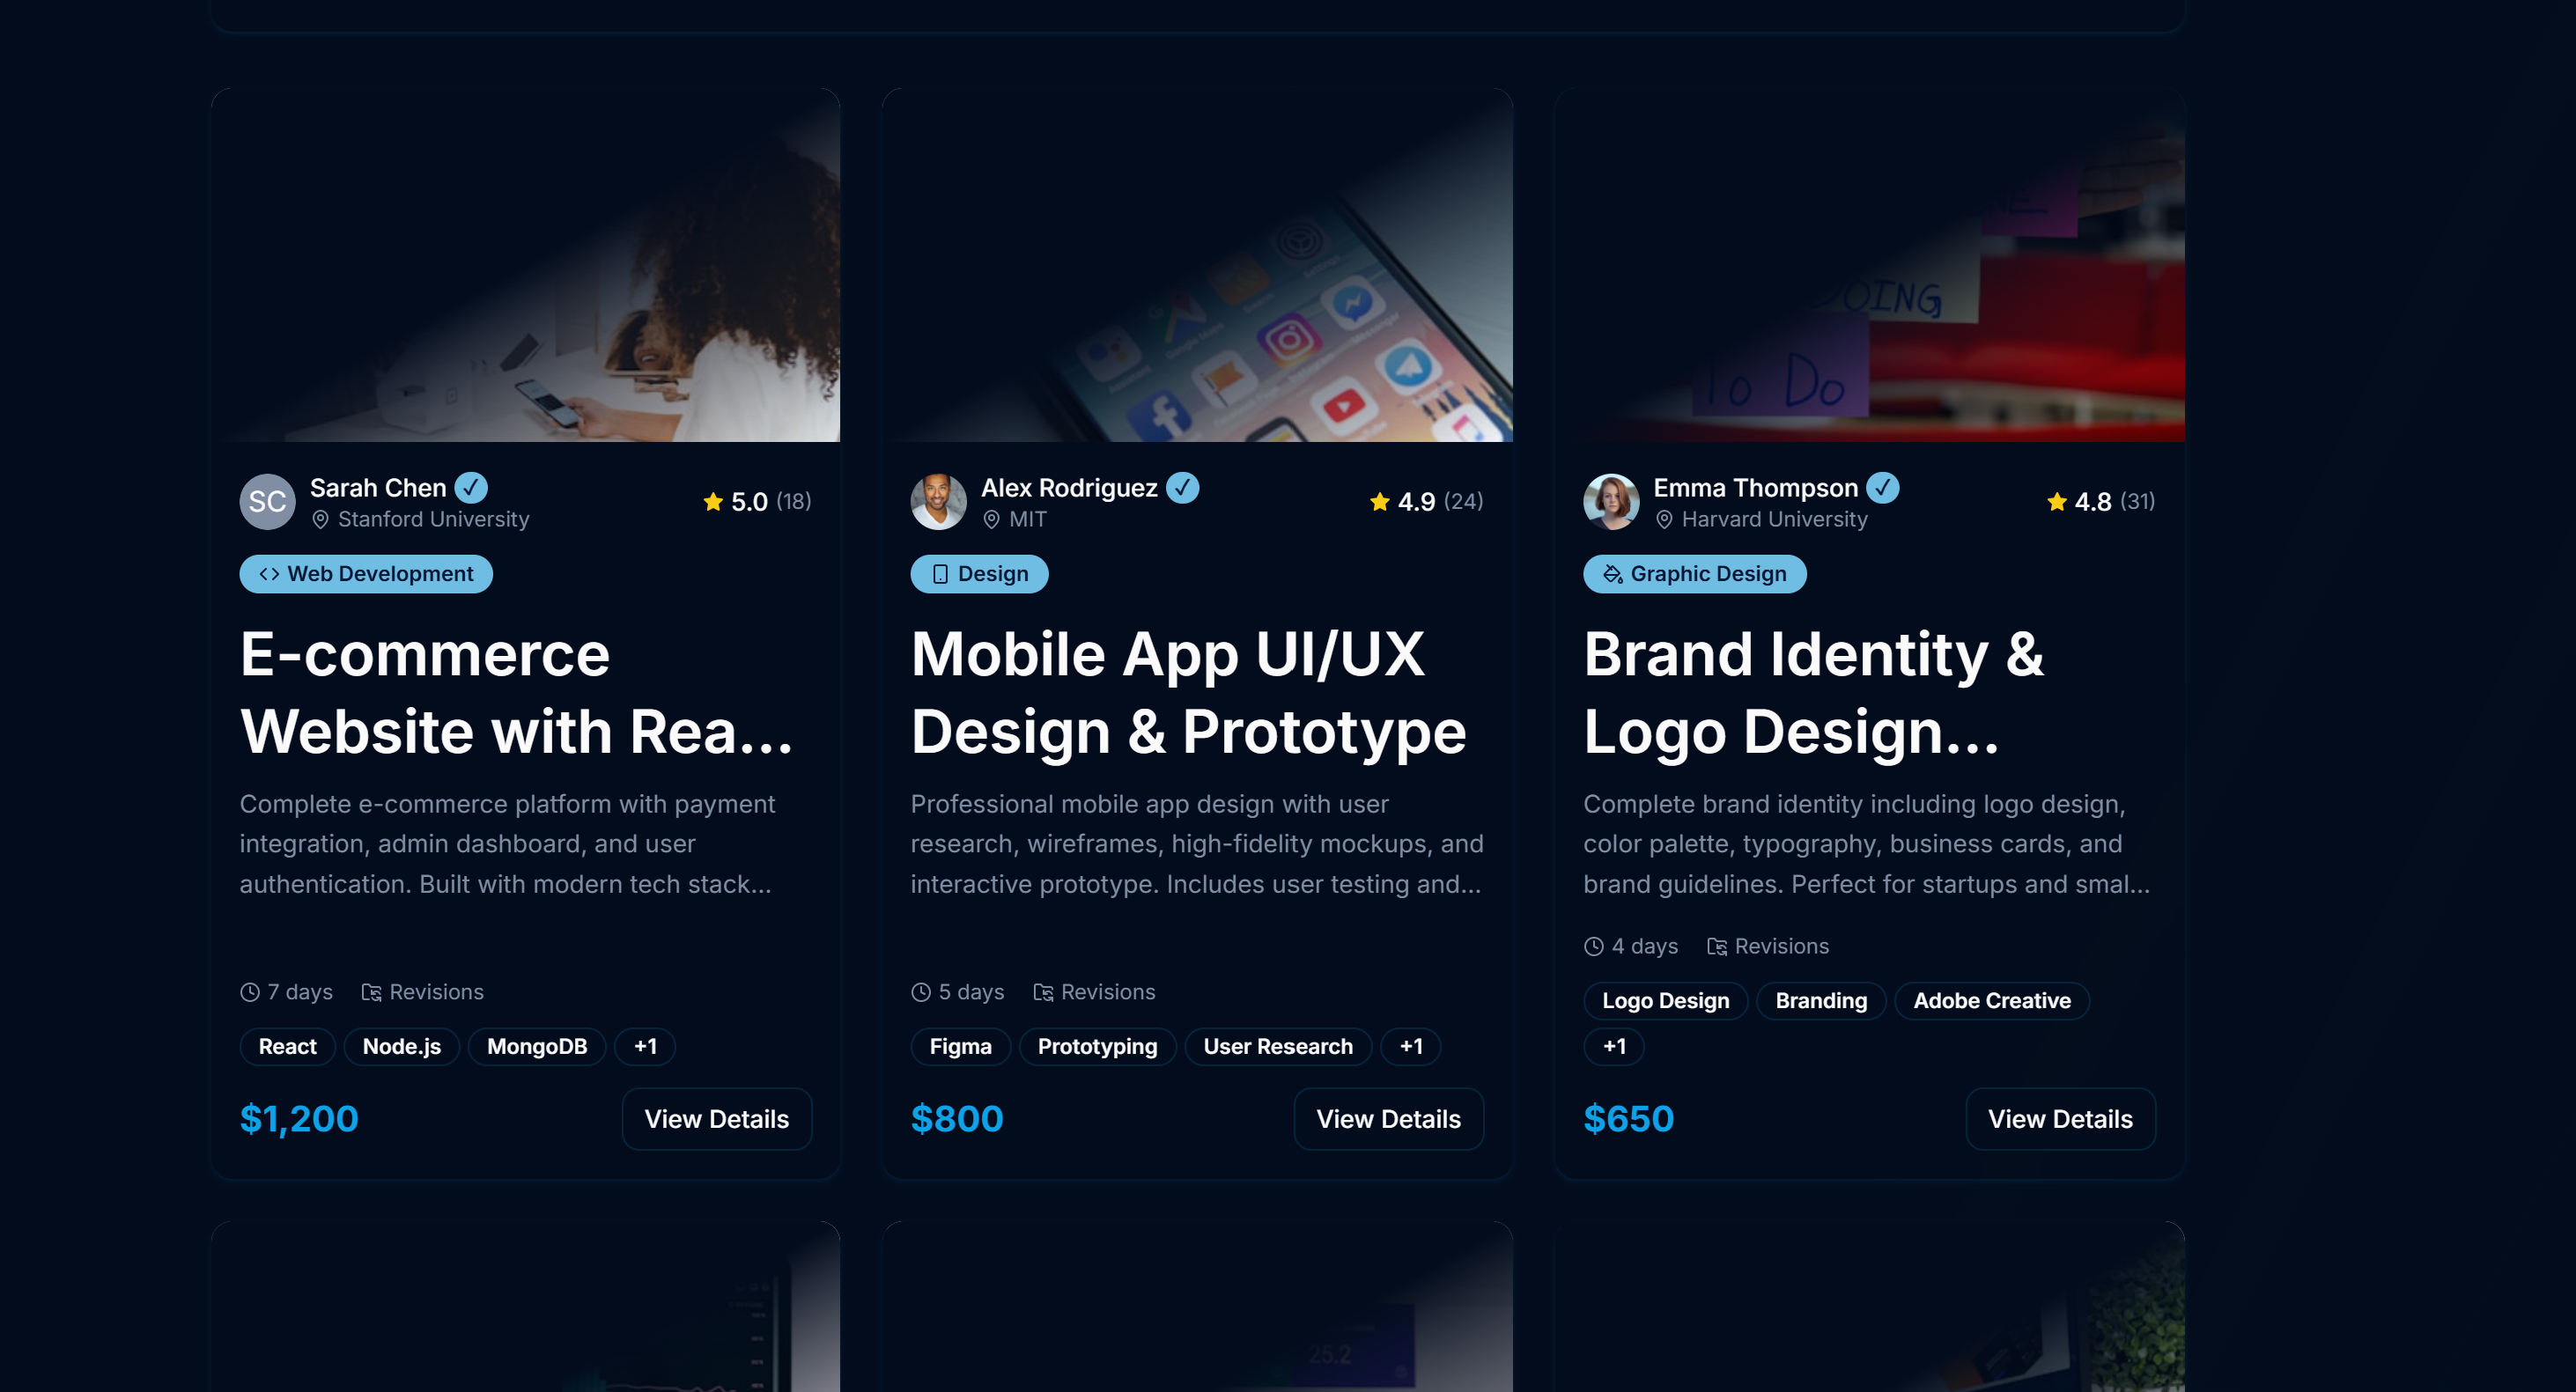 DOING
To Do
SC
Sarah Chen
Stanford University
5.0 (18)
Web Development
E-commerce
Website with Rea...
Complete e-commerce platform with payment
integration, admin dashboard, and user
authentication. Built with modern tech stack...
7 days Revisions
React Node.js MongoDB +1
$1,200 View Details
Alex Rodriguez
MIT
4.9 (24)
Design
Mobile App UI/UX
Design & Prototype
Professional mobile app design with user
research, wireframes, high-fidelity mockups, and
interactive prototype. Includes user testing and...
5 days Revisions
Figma Prototyping User Research +1
$800 View Details
Emma Thompson
Harvard University
4.8 (31)
Graphic Design
Brand Identity &
Logo Design...
Complete brand identity including logo design,
color palette, typography, business cards, and
brand guidelines. Perfect for startups and smal...
4 days Revisions
Logo Design Branding Adobe Creative
+1
$650 View Details
25.2